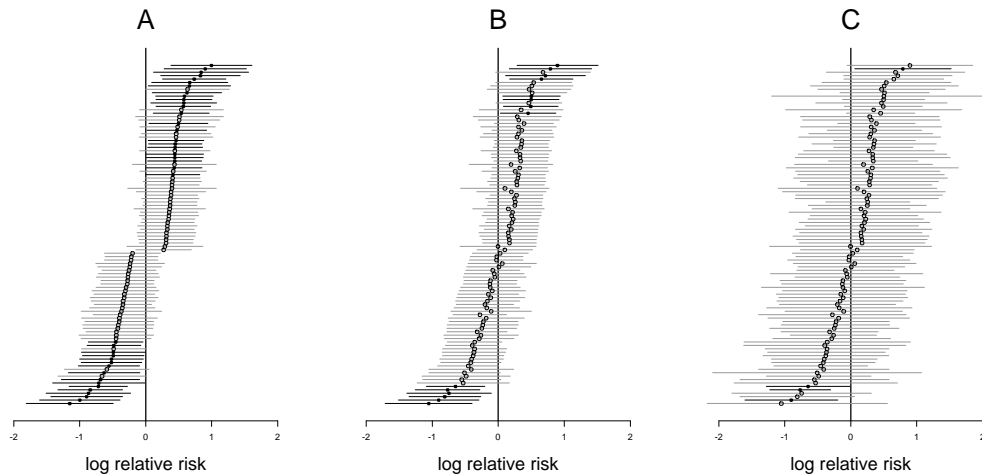 A B C
-2 -1 0 1 2 -2 -1 0 1 2 -2 -1 0 1 2
log relative risk log relative risk log relative risk